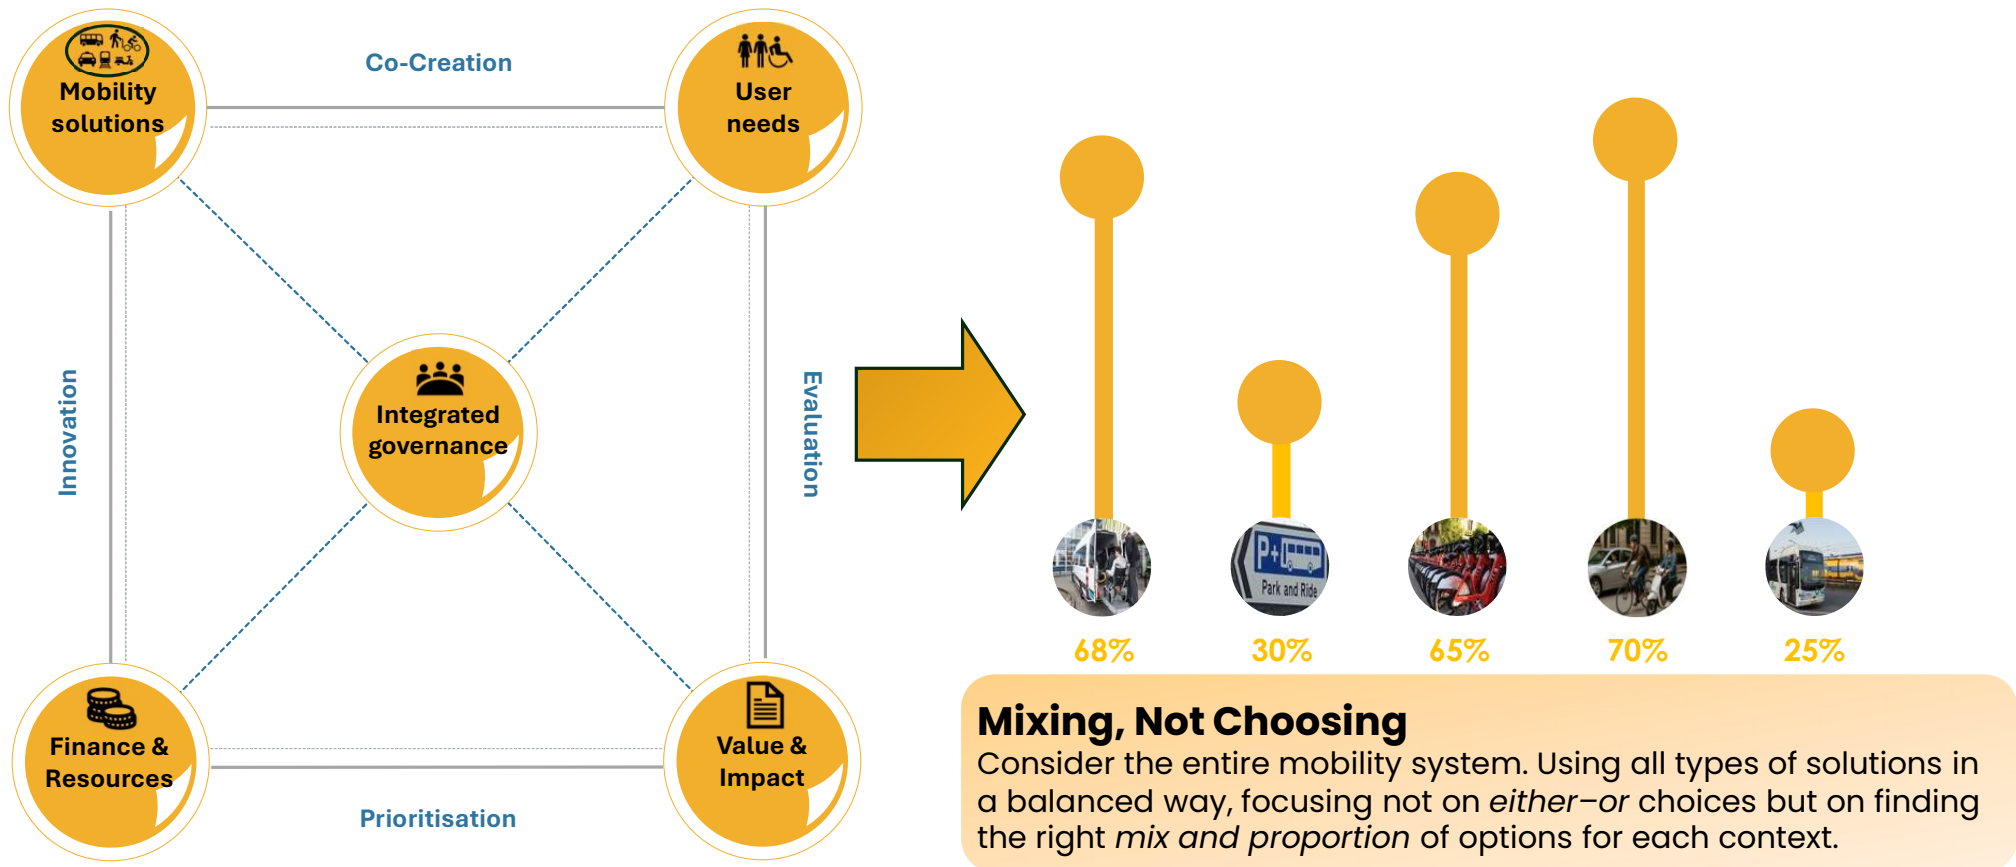 Mobility
solutions
Co-Creation
User
needs
Innovation
Integrated
governance
Evaluation
Finance &
Resources
Prioritisation
Value &
Impact
P+
Park and Ride
68%
30%
65%
70%
25%
Mixing, Not Choosing
Consider the entire mobility system. Using all types of solutions in
a balanced way, focusing not on either–or choices but on finding
the right mix and proportion of options for each context.